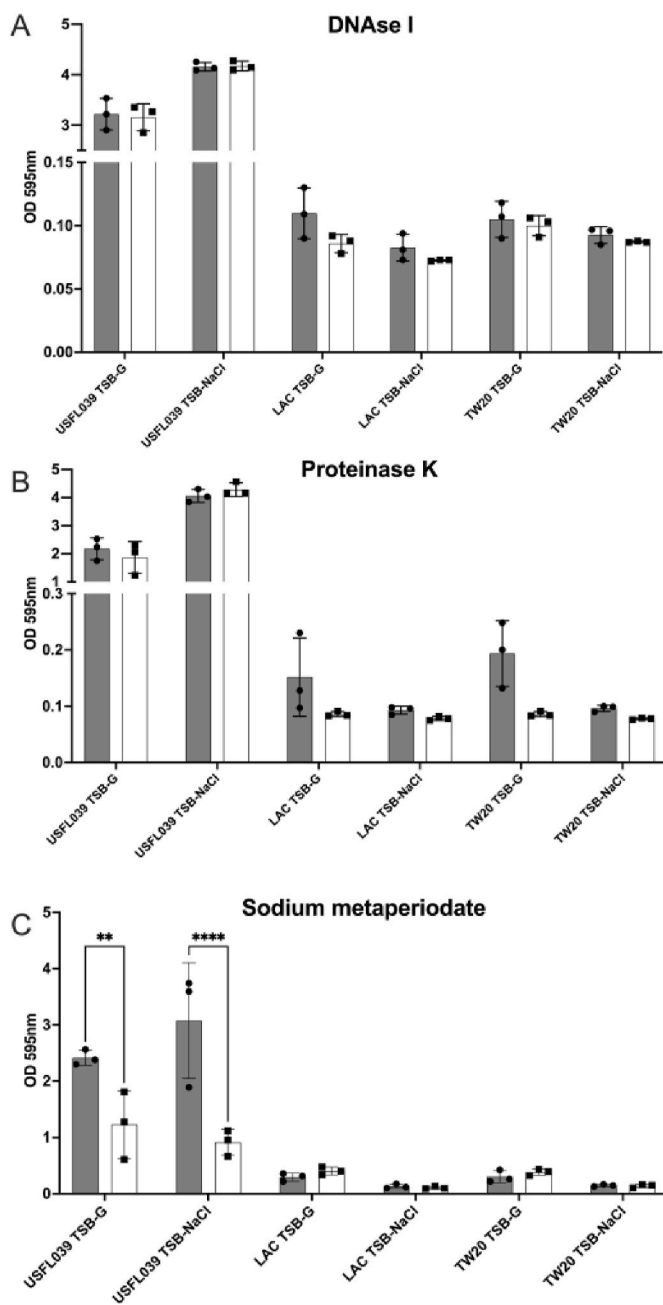 A
DNAse I
5
4
3
0.15
0.10
0.05
0.00
OD 595nm
USFL039 TSB-G
USFL039 TSB-NaCl
LAC TSB-G
LAC TSB-NaCl
TW20 TSB-G
TW20 TSB-NaCl
B
Proteinase K
5
4
3
2
1
0.3
0.2
0.1
0.0
OD 595nm
USFL039 TSB-G
USFL039 TSB-NaCl
LAC TSB-G
LAC TSB-NaCl
TW20 TSB-G
TW20 TSB-NaCl
C
Sodium metaperiodate
5
4
3
2
1
0
OD 595nm
**
****
USFL039 TSB-G
USFL039 TSB-NaCl
LAC TSB-G
LAC TSB-NaCl
TW20 TSB-G
TW20 TSB-NaCl